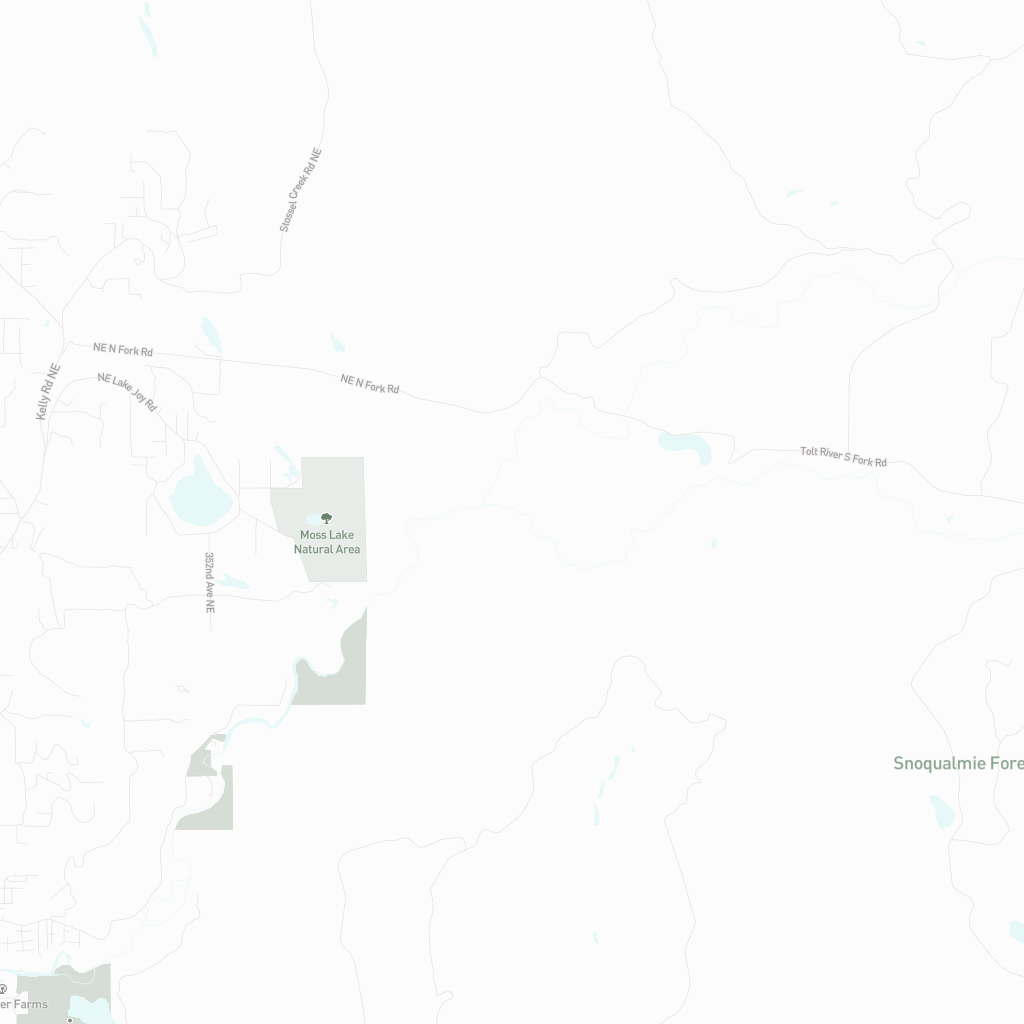 Stossel Creek Rd NE
NE N Fork Rd
NE Lake Joy Rd
Kelly Rd NE
NE N Fork Rd
Tolt River S Fork Rd
Moss Lake
Natural Area
352nd Ave NE
Snoqualmie Fore
er Farms